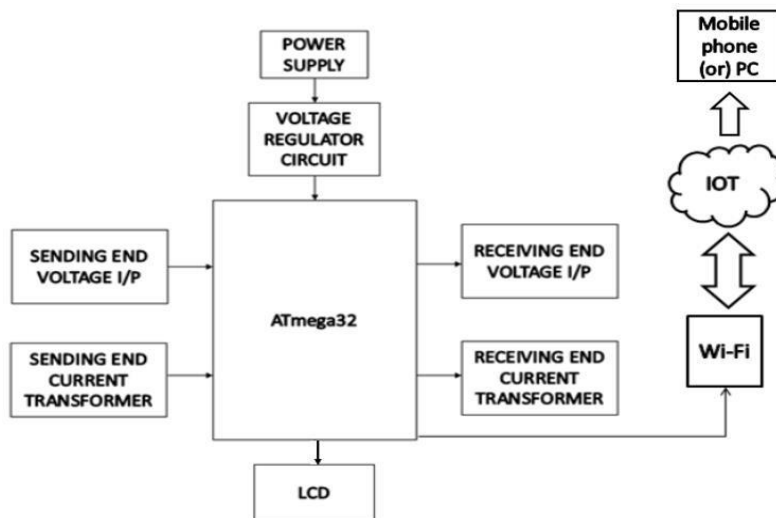 POWER
SUPPLY
VOLTAGE
REGULATOR
CIRCUIT
SENDING END
VOLTAGE I/P
SENDING END
CURRENT
TRANSFORMER
ATmega32
RECEIVING END
VOLTAGE I/P
RECEIVING END
CURRENT
TRANSFORMER
LCD
Mobile
phone
(or) PC
IOT
Wi-Fi